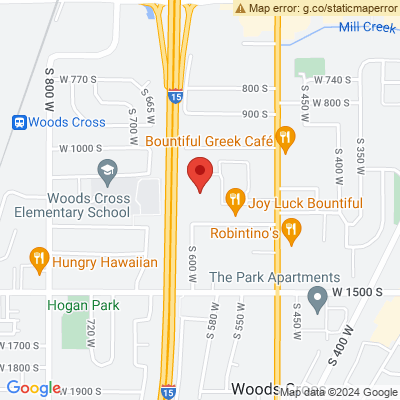 Map error: g.co/staticmaperror
Mill Creek
W 770 S
W 740 S
S 800 W
S 665 W
15
800 S
S 450 W
W 800 S
900 S
Woods Cross
S 700 W
S 350 W
W 1000 S
Bountiful Greek Café
S 400 W
Woods Cross
Elementary School
Joy Luck Bountiful
Robintino's
S 600 W
Hungry Hawaiian
The Park Apartments
W 1500 S
Hogan Park
S 580 W
S 550 W
S 450 W
S 400 W
720 W
W 1700 S
W 1800 S
Google
W 1900 S
15
Woods Cross
Map data ©2024 Google